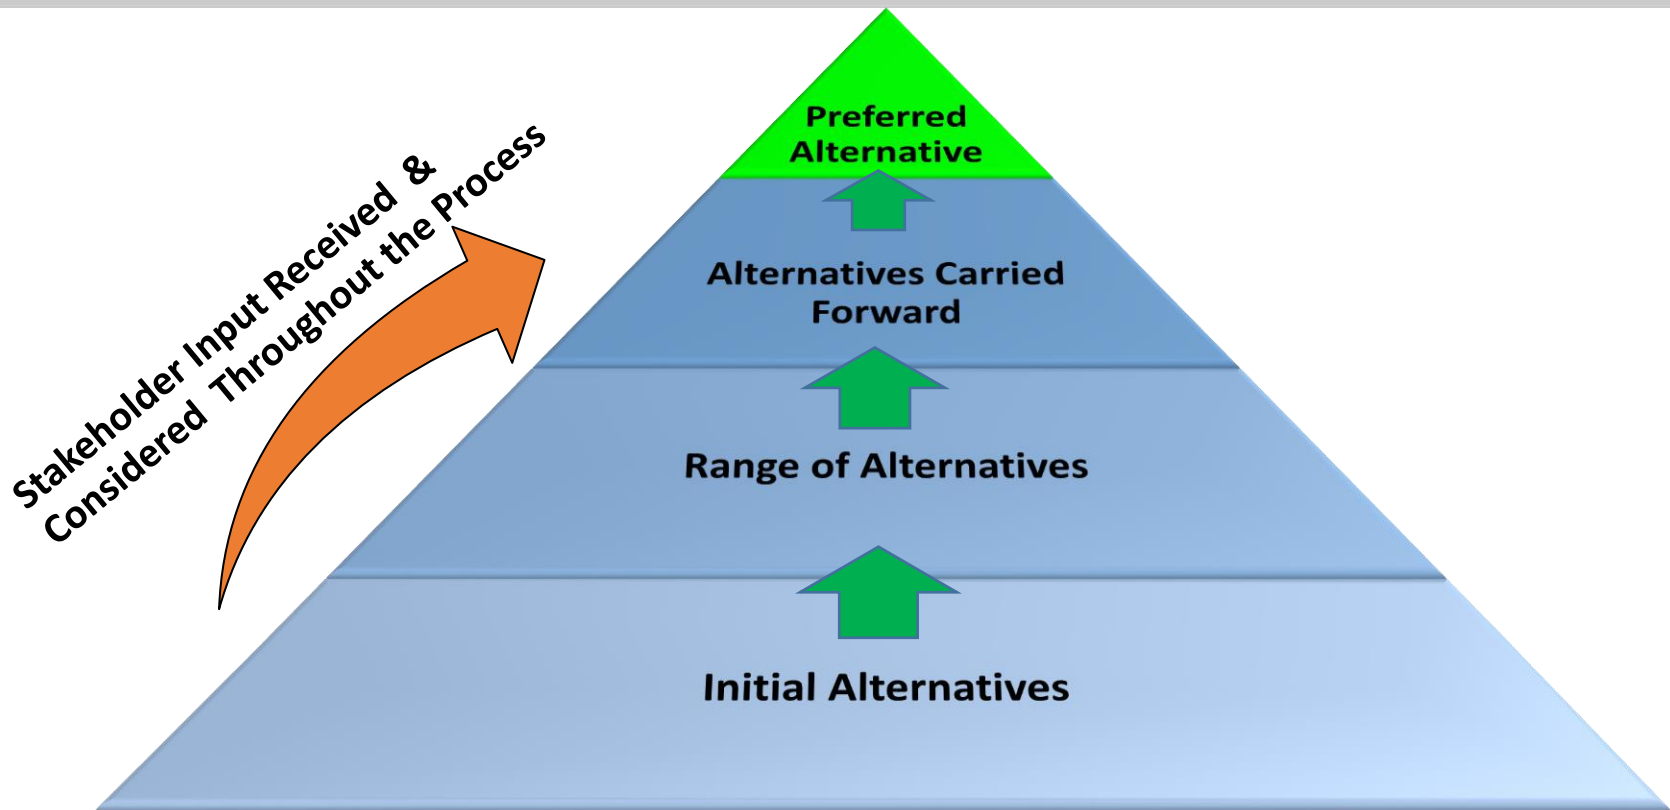 Stakeholder Input Received &
Considered Throughout the Process
Preferred
Alternative
Alternatives Carried
Forward
Range of Alternatives
Initial Alternatives